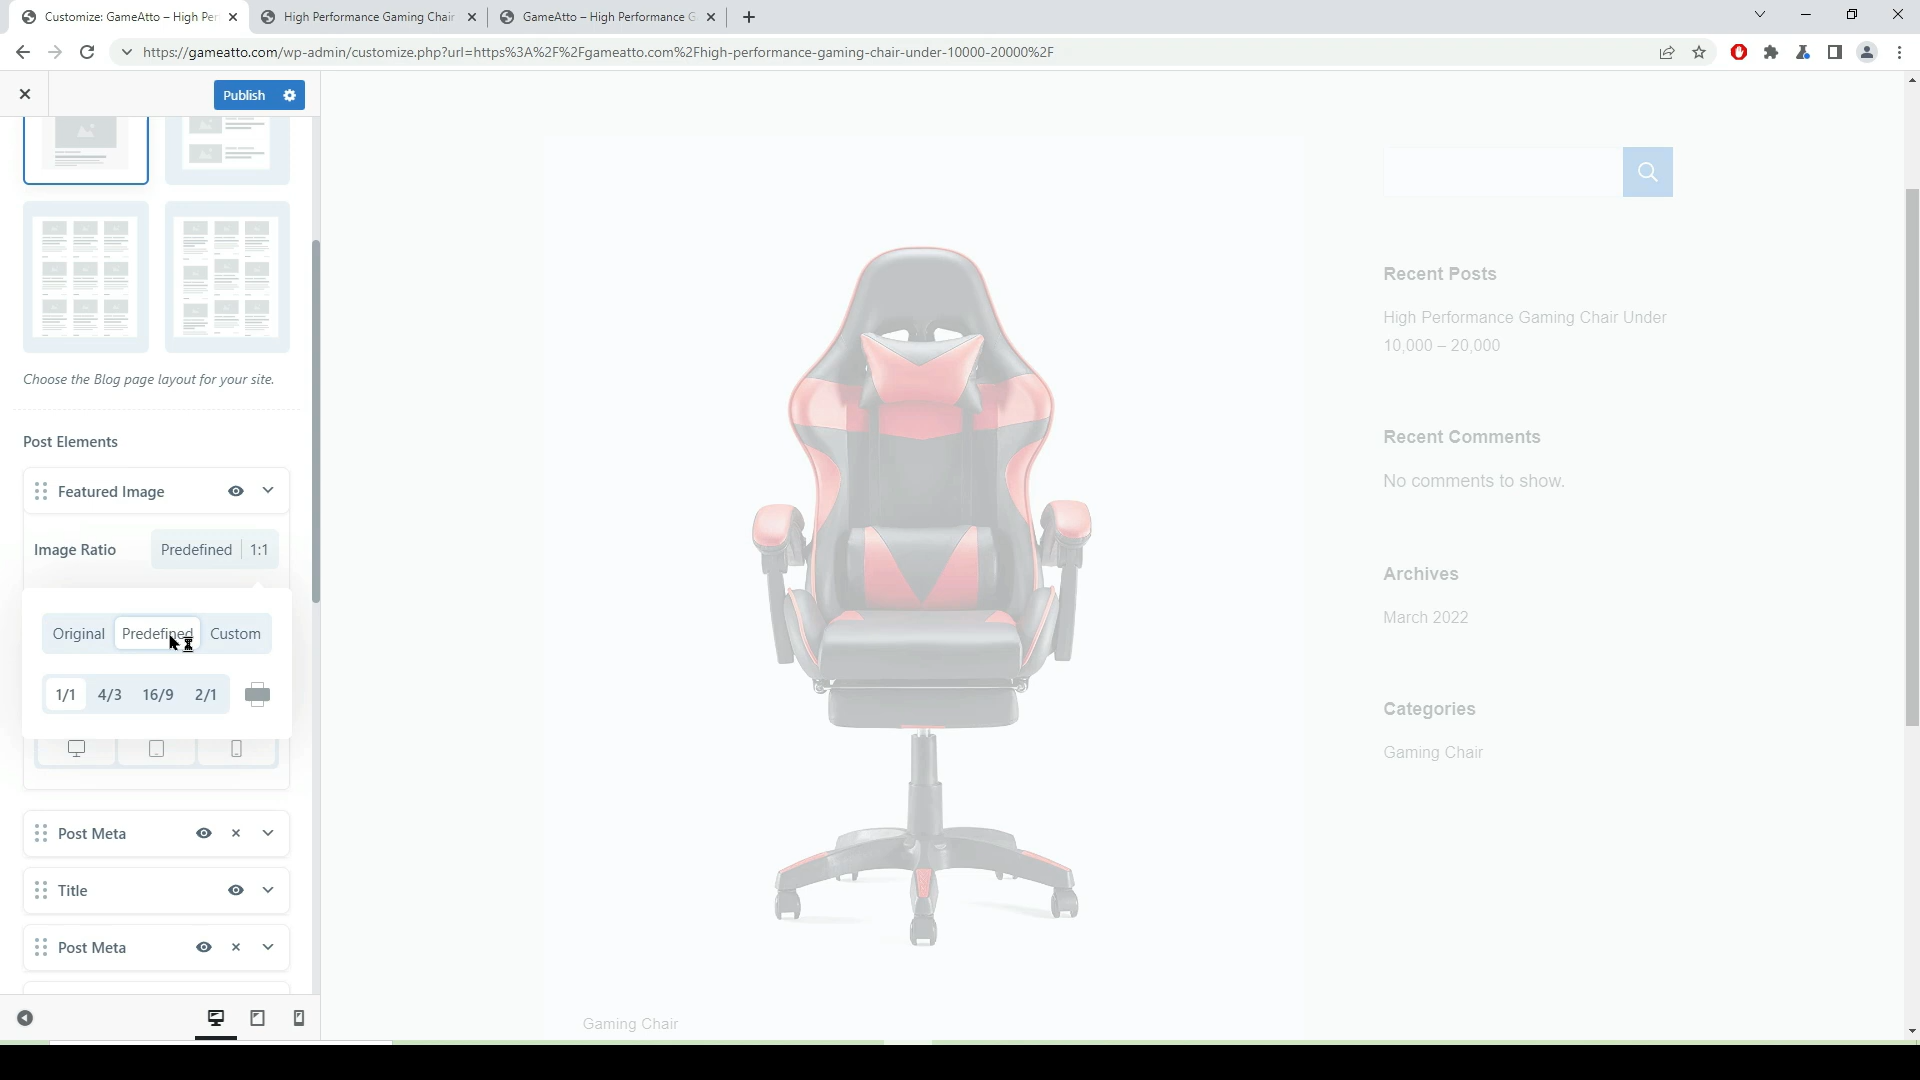 Customize: GameAtto – High Per
High Performance Gaming Chair
GameAtto – High Performance G
https://gameatto.com/wp-admin/customize.php?url=https%3A%2F%2Fgameatto.com%2Fhigh-performance-gaming-chair-under-10000-20000%2F
Publish
Choose the Blog page layout for your site.
Post Elements
Featured Image
Image Ratio
Predefined
1:1
Original
Predefined
Custom
1/1
4/3
16/9
2/1
Post Meta
Title
Post Meta
Gaming Chair
Recent Posts
High Performance Gaming Chair Under
10,000 – 20,000
Recent Comments
No comments to show.
Archives
March 2022
Categories
Gaming Chair